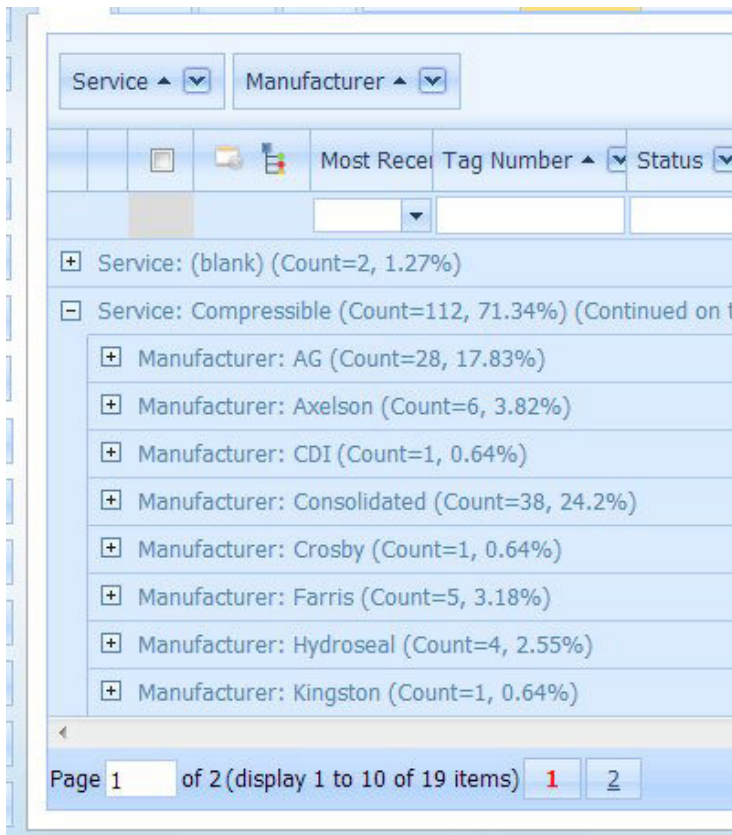 Service Manufacturer
Most Recei Tag Number Status
Service: (blank) (Count=2, 1.27%)
Service: Compressible (Count=112, 71.34%) (Continued on t
Manufacturer: AG (Count=28, 17.83%)
Manufacturer: Axelson (Count=6, 3.82%)
Manufacturer: CDI (Count=1, 0.64%)
Manufacturer: Consolidated (Count=38, 24.2%)
Manufacturer: Crosby (Count=1, 0.64%)
Manufacturer: Farris (Count=5, 3.18%)
Manufacturer: Hydroseal (Count=4, 2.55%)
Manufacturer: Kingston (Count=1, 0.64%)
Page 1 of 2 (display 1 to 10 of 19 items) 1 2